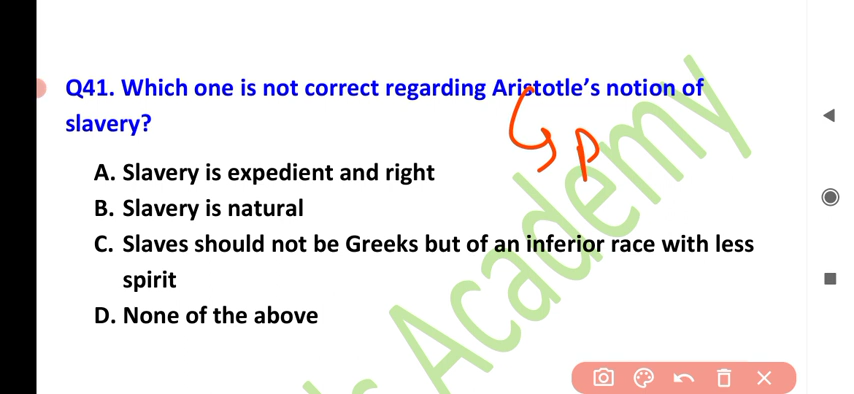 Q41. Which one is not correct regarding Aristotle's notion of
slavery?
P
A. Slavery is expedient and right
B. Slavery is natural
C. Slaves should not be Greeks but of an inferior race with less
spirit
D. None of the above
Academy